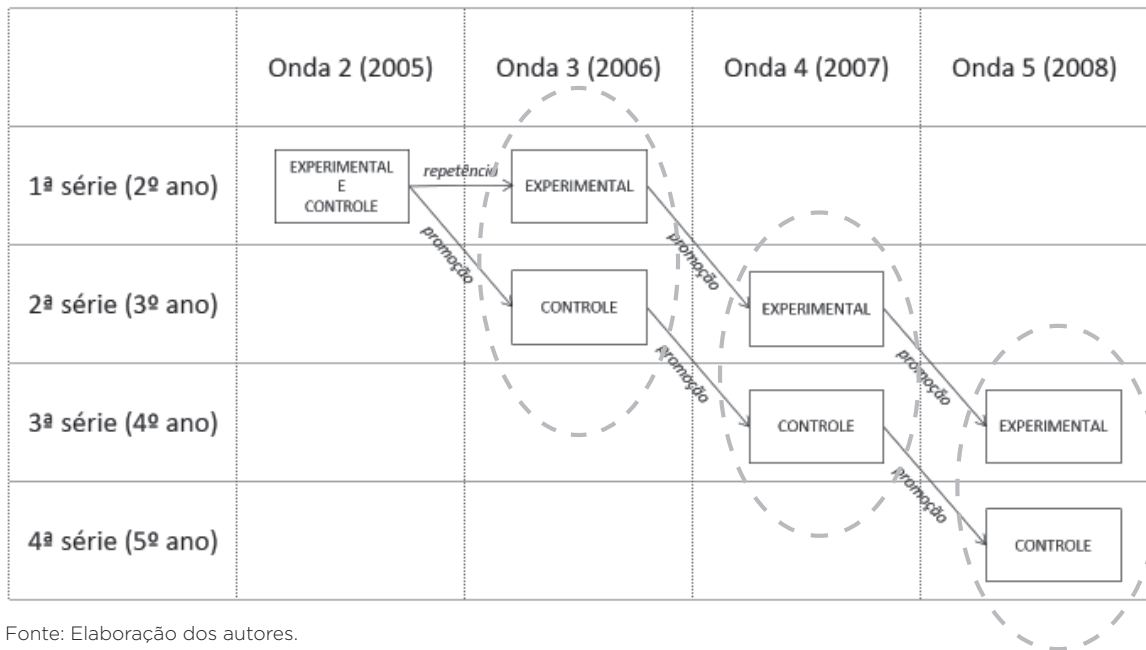 Onda 2 (2005) Onda 3 (2006) Onda 4 (2007) Onda 5 (2008)
1ª série (2º ano)
EXPERIMENTAL
E
CONTROLE
repetência
EXPERIMENTAL
promoção
promoção
2ª série (3º ano)
CONTROLE
EXPERIMENTAL
promoção
promoção
3ª série (4º ano)
CONTROLE
EXPERIMENTAL
promoção
4ª série (5º ano)
CONTROLE
Fonte: Elaboração dos autores.